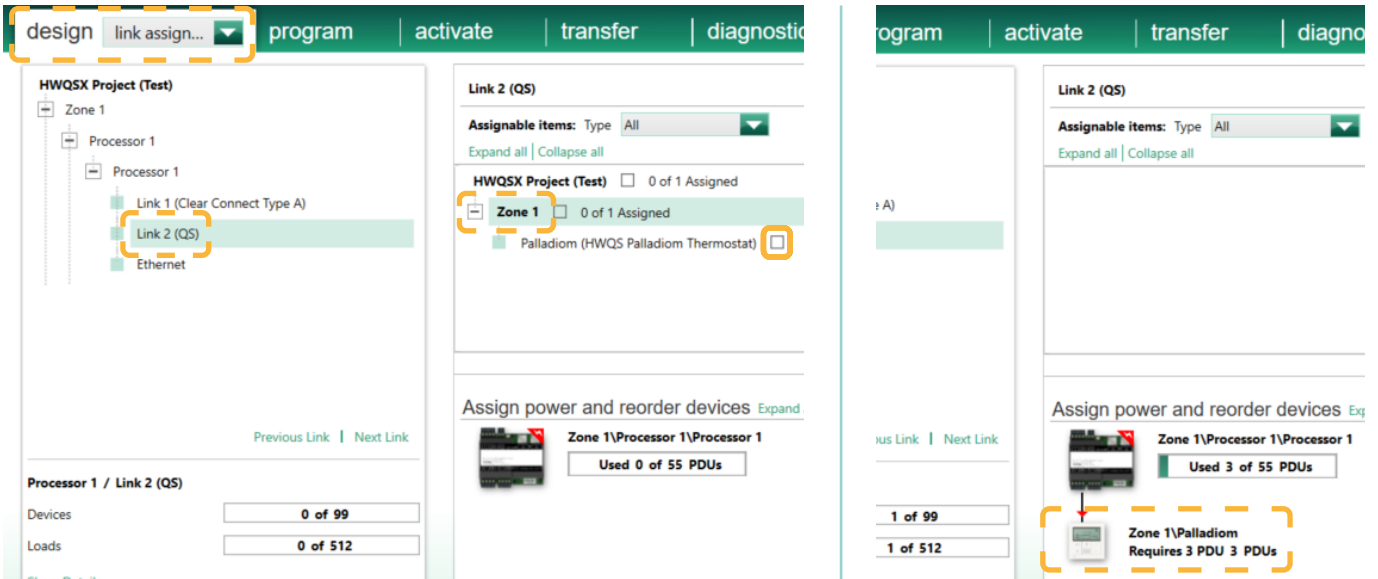 design link assign... program activate transfer diagnostic
HWQSX Project (Test)
Zone 1
Processor 1
Processor 1
Link 1 (Clear Connect Type A)
Link 2 (QS)
Ethernet
Previous Link | Next Link
Processor 1 / Link 2 (QS)
Devices 0 of 99
Loads 0 of 512
Link 2 (QS)
Assignable items: Type All
Expand all | Collapse all
HWQSX Project (Test) 0 of 1 Assigned
Zone 1 0 of 1 Assigned
Palladiom (HWQS Palladiom Thermostat)
Assign power and reorder devices Expand
Zone 1\Processor 1\Processor 1
Used 0 of 55 PDUs
rogram activate transfer diagno
A)
us Link | Next Link
1 of 99
1 of 512
Link 2 (QS)
Assignable items: Type All
Expand all | Collapse all
Assign power and reorder devices Exp
Zone 1\Processor 1\Processor 1
Used 3 of 55 PDUs
Zone 1\Palladiom
Requires 3 PDU 3 PDUs